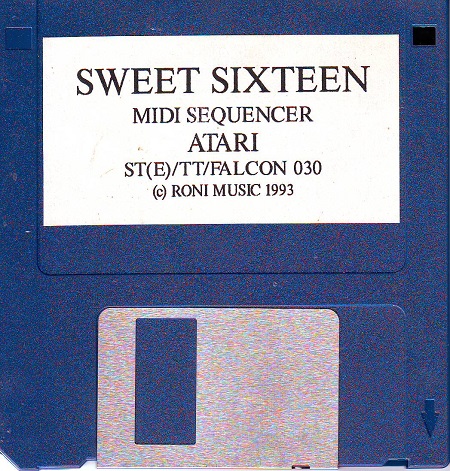 SWEET SIXTEEN
MIDI SEQUENCER
ATARI
ST(E)/TT/FALCON 030
(c) RONI MUSIC 1993